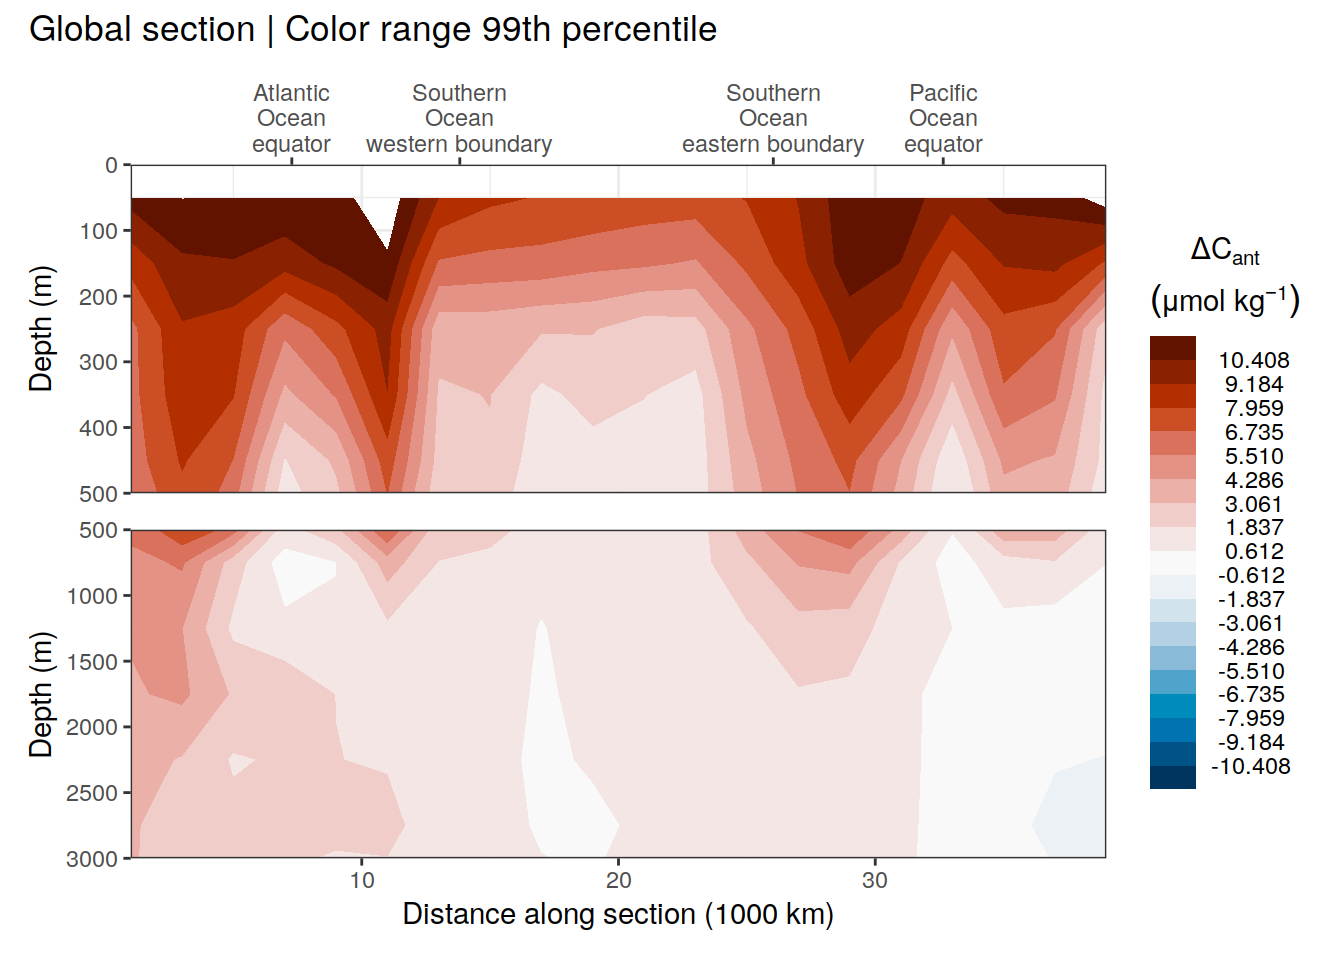 Global section | Color range 99th percentile
Atlantic
Ocean
equator
Southern
Ocean
western boundary
Southern
Ocean
eastern boundary
Pacific
Ocean
equator
0
100
200
300
400
500
Depth (m)
500
1000
1500
2000
2500
3000
Depth (m)
10
20
30
Distance along section (1000 km)
ΔCant
(μmol kg⁻¹)
10.408
9.184
7.959
6.735
5.510
4.286
3.061
1.837
0.612
-0.612
-1.837
-3.061
-4.286
-5.510
-6.735
-7.959
-9.184
-10.408